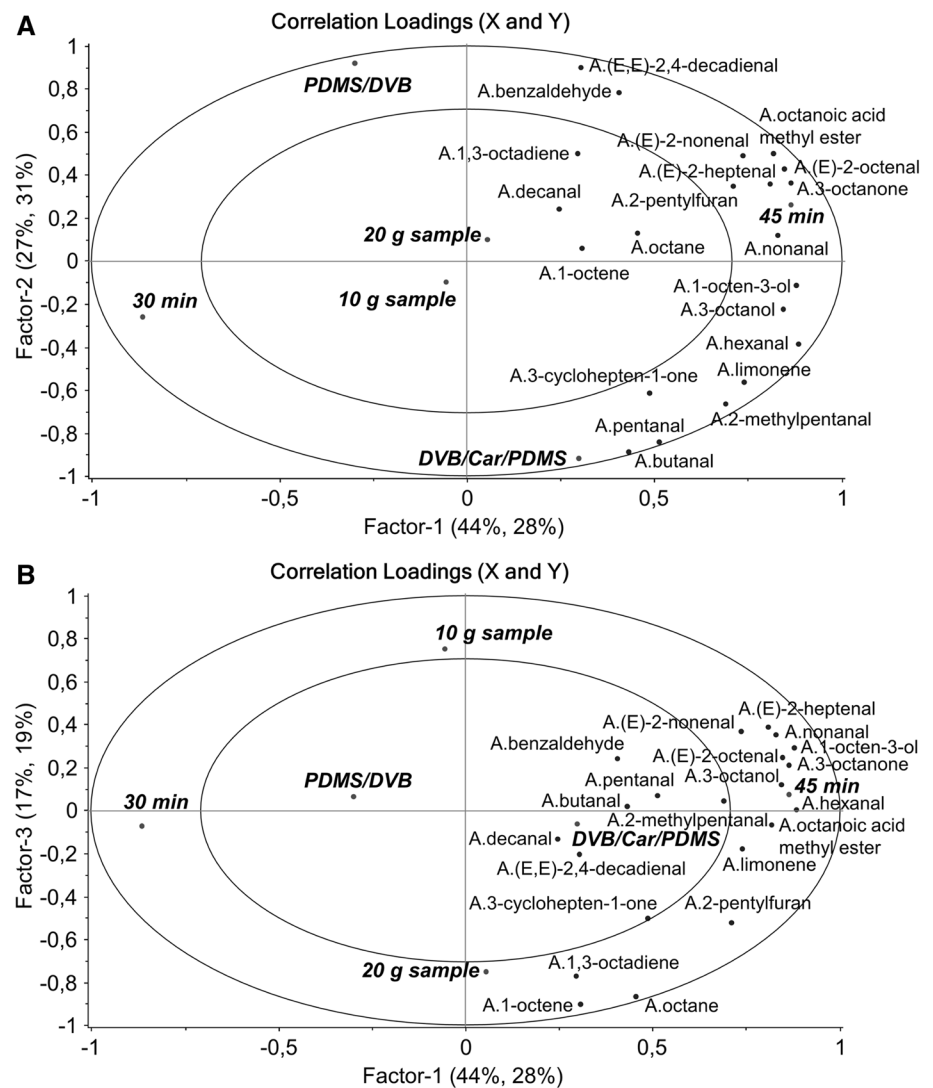 A
Correlation Loadings (X and Y)
1
0,8
0,6
0,4
0,2
0
-0,2
-0,4
-0,6
-0,8
-1
Factor-2 (27%, 31%)
A.(E,E)-2,4-decadienal
PDMS/DVB
A.benzaldehyde
A.octanoic acid
methyl ester
A.(E)-2-nonenal
A.1,3-octadiene
A.(E)-2-heptenal
A.(E)-2-octenal
A.3-octanone
A.decanal
A.2-pentylfuran
45 min
20 g sample
A.octane
A.nonanal
A.1-octene
A.1-octen-3-ol
10 g sample
30 min
A.3-octanol
A.hexanal
A.limonene
A.3-cyclohepten-1-one
A.2-methylpentanal
A.pentanal
DVB/Car/PDMS
A.butanal
-1
-0,5
0
0,5
1
Factor-1 (44%, 28%)
B
Correlation Loadings (X and Y)
1
0,8
0,6
0,4
0,2
0
-0,2
-0,4
-0,6
-0,8
-1
Factor-3 (17%, 19%)
10 g sample
A.(E)-2-heptenal
A.(E)-2-nonenal
A.nonanal
A.benzaldehyde
A.1-octen-3-ol
A.(E)-2-octenal
A.3-octanone
PDMS/DVB
A.pentanal
A.3-octanol
45 min
30 min
A.butanal
A.hexanal
A.2-methylpentanal
A.octanoic acid
methyl ester
A.decanal
DVB/Car/PDMS
A.limonene
A.(E,E)-2,4-decadienal
A.3-cyclohepten-1-one
A.2-pentylfuran
20 g sample
A.1,3-octadiene
A.1-octene
A.octane
-1
-0,5
0
0,5
1
Factor-1 (44%, 28%)